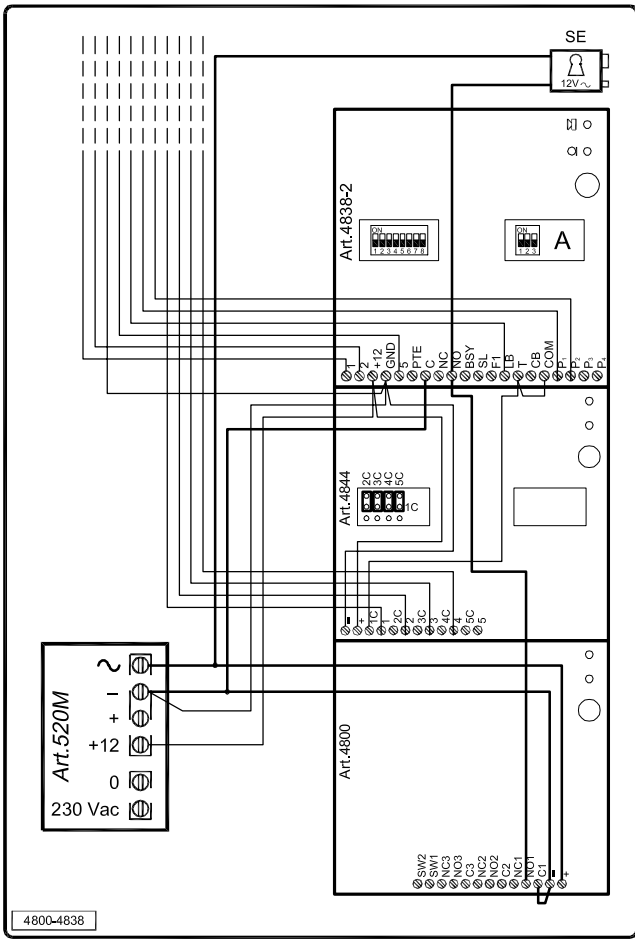 SE
12V~
Art.4838-2
ON
1 2 3 4 5 6 7 8
ON
1 2 3
A
1
2
+12
GND
5
PTE
C
NC
NO
BSY
SL
F1
LB
T
CB
COM
P1
P2
P3
P4
Art.4844
2C
3C
4C
5C
1C
-
+
1C
1
2C
2
3C
3
4C
4
5C
5
Art.520M
~
-
+
+12
0
230 Vac
Art.4800
SW2
SW1
NC3
NO3
C3
NC2
NO2
C2
NC1
NO1
C1
-
+
4800-4838